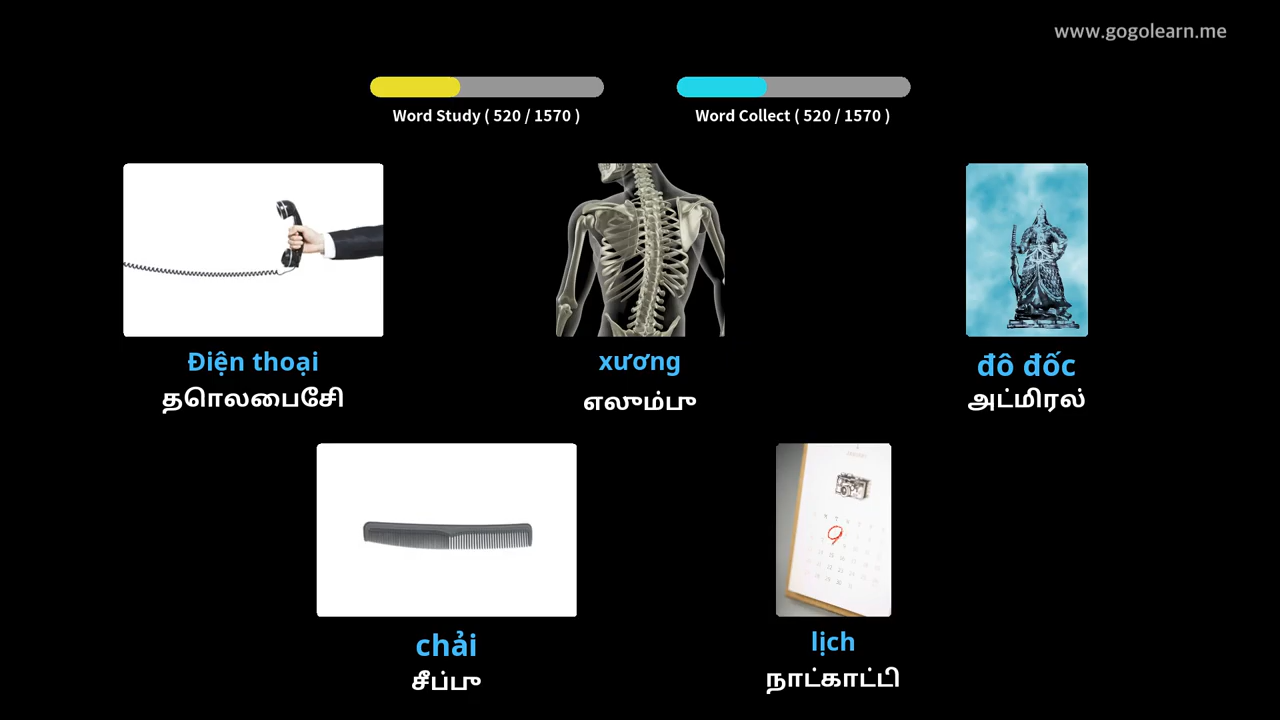 www.gogolearn.me
Word Study ( 520 / 1570 )
Word Collect ( 520 / 1570 )
Điện thoại
தொலைபேசி
xương
எலும்பு
đô đốc
அட்மிரல்
chải
சீப்பு
lịch
நாட்காட்டி